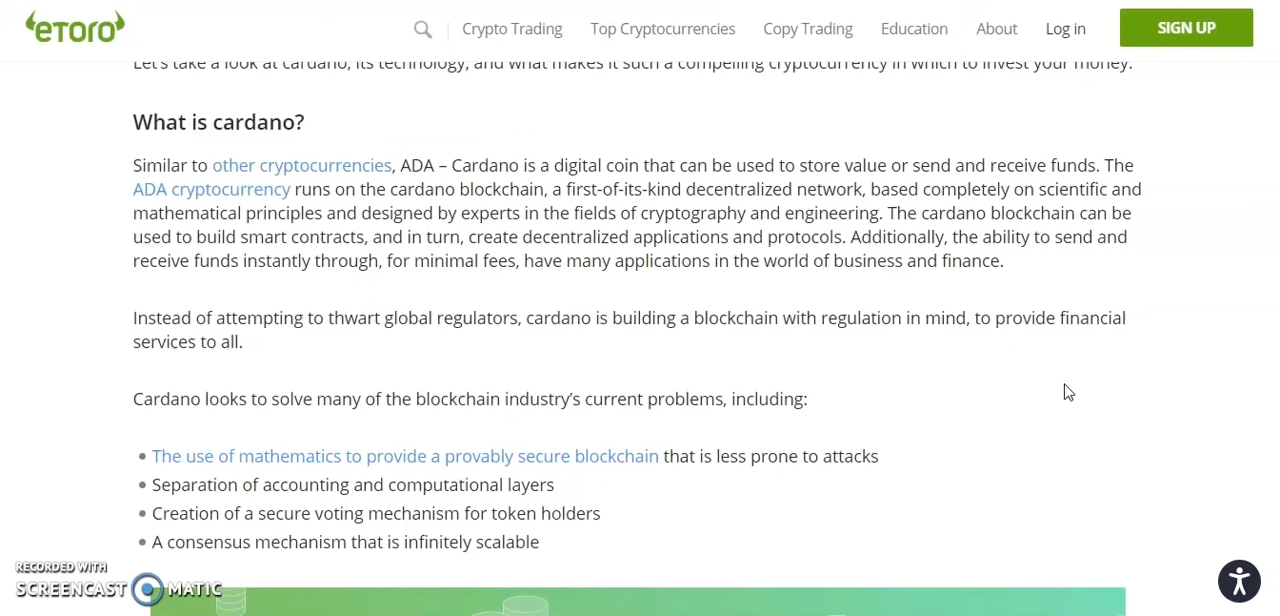 eToro
Crypto Trading Top Cryptocurrencies Copy Trading Education About Log in SIGN UP
Let's take a look at cardano, its technology, and what makes it such a compelling cryptocurrency in which to invest your money.
What is cardano?
Similar to other cryptocurrencies, ADA – Cardano is a digital coin that can be used to store value or send and receive funds. The
ADA cryptocurrency runs on the cardano blockchain, a first-of-its-kind decentralized network, based completely on scientific and
mathematical principles and designed by experts in the fields of cryptography and engineering. The cardano blockchain can be
used to build smart contracts, and in turn, create decentralized applications and protocols. Additionally, the ability to send and
receive funds instantly through, for minimal fees, have many applications in the world of business and finance.
Instead of attempting to thwart global regulators, cardano is building a blockchain with regulation in mind, to provide financial
services to all.
Cardano looks to solve many of the blockchain industry's current problems, including:
• The use of mathematics to provide a provably secure blockchain that is less prone to attacks
• Separation of accounting and computational layers
• Creation of a secure voting mechanism for token holders
• A consensus mechanism that is infinitely scalable
RECORDED WITH
SCREENCAST MATIC